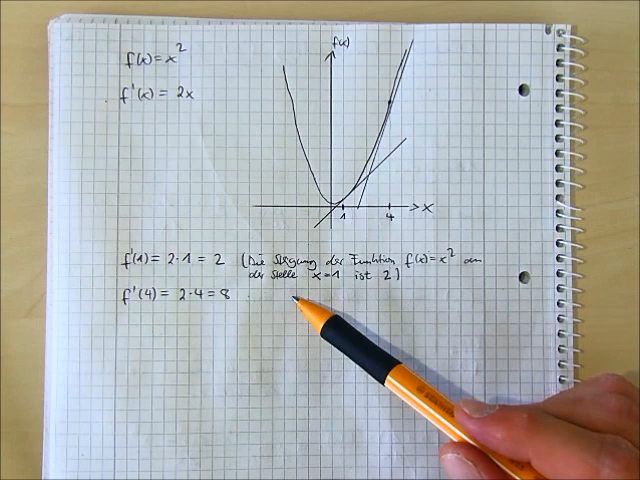 f(x) = x²
f'(x) = 2x
f(x)
x
1
4
f'(1) = 2·1 = 2 (Die Steigung der Funktion f(x) = x² an
der Stelle x=1 ist 2)
f'(4) = 2·4 = 8